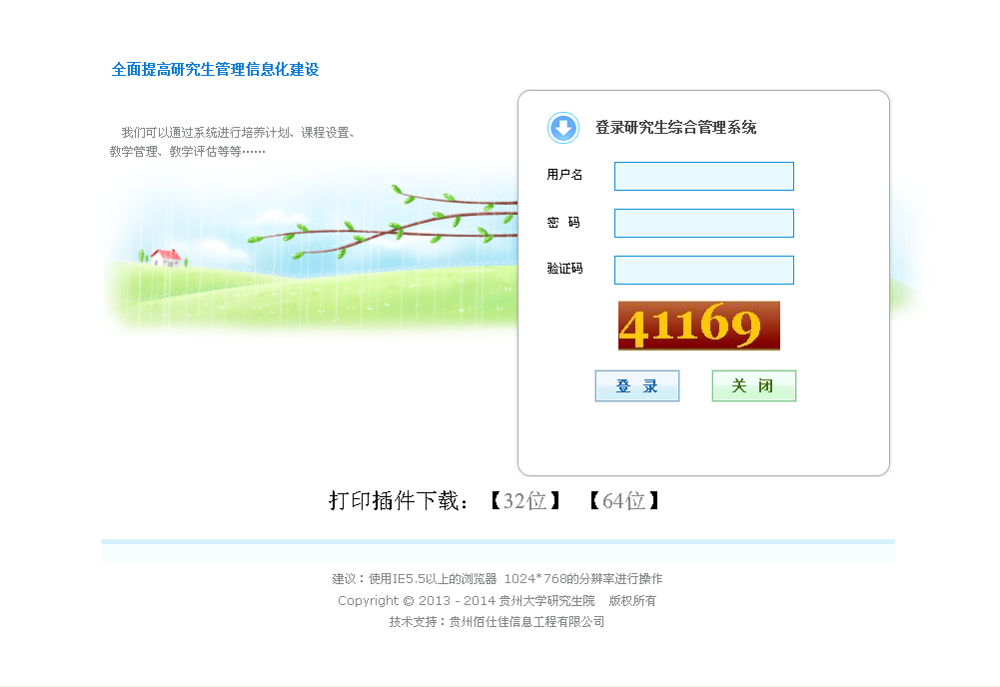 全面提高研究生管理信息化建设
我们可以通过系统进行培养计划、课程设置、
教学管理、教学评估等等……
登录研究生综合管理系统
用户名
密 码
验证码
41169
登 录 关 闭
打印插件下载：【32位】 【64位】
建议：使用IE5.5以上的浏览器 1024*768的分辨率进行操作
Copyright © 2013 - 2014 贵州大学研究生院 版权所有
技术支持：贵州佰仕佳信息工程有限公司